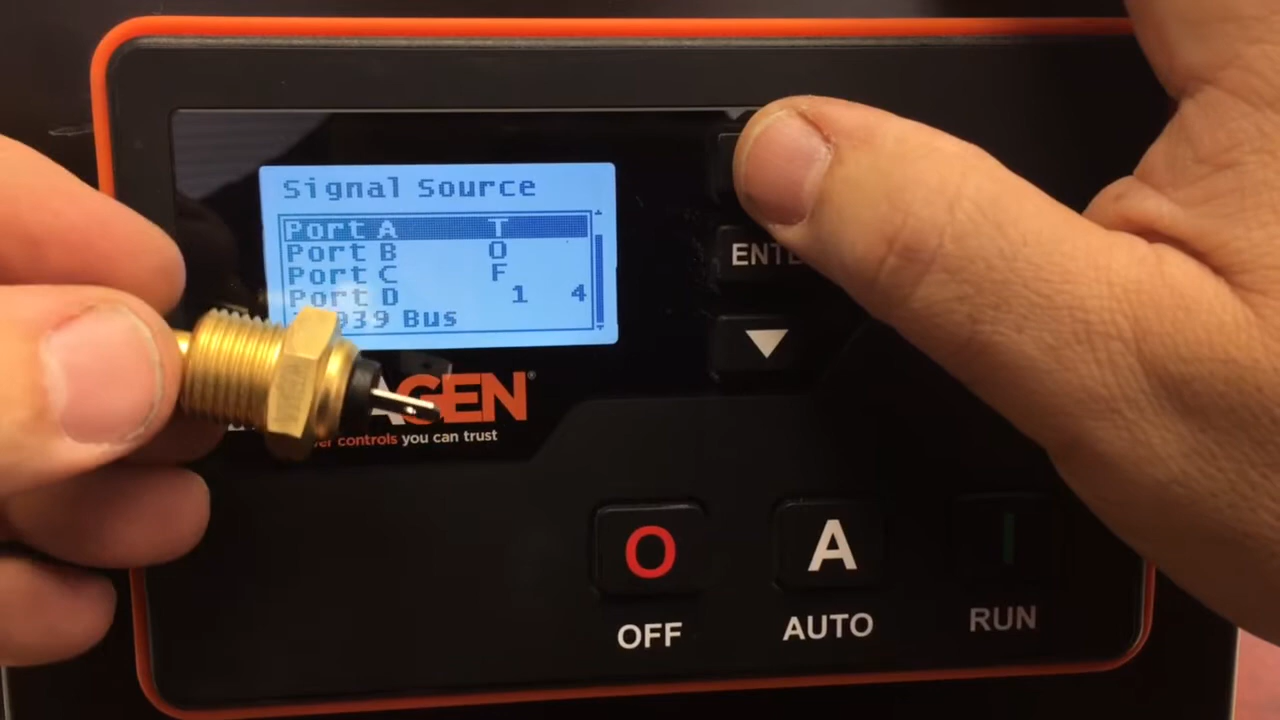 Signal Source
Port A T
Port B O
Port C F
Port D 1 4
939 Bus
ENTE
AGEN®
er controls you can trust
O
A
I
OFF
AUTO
RUN